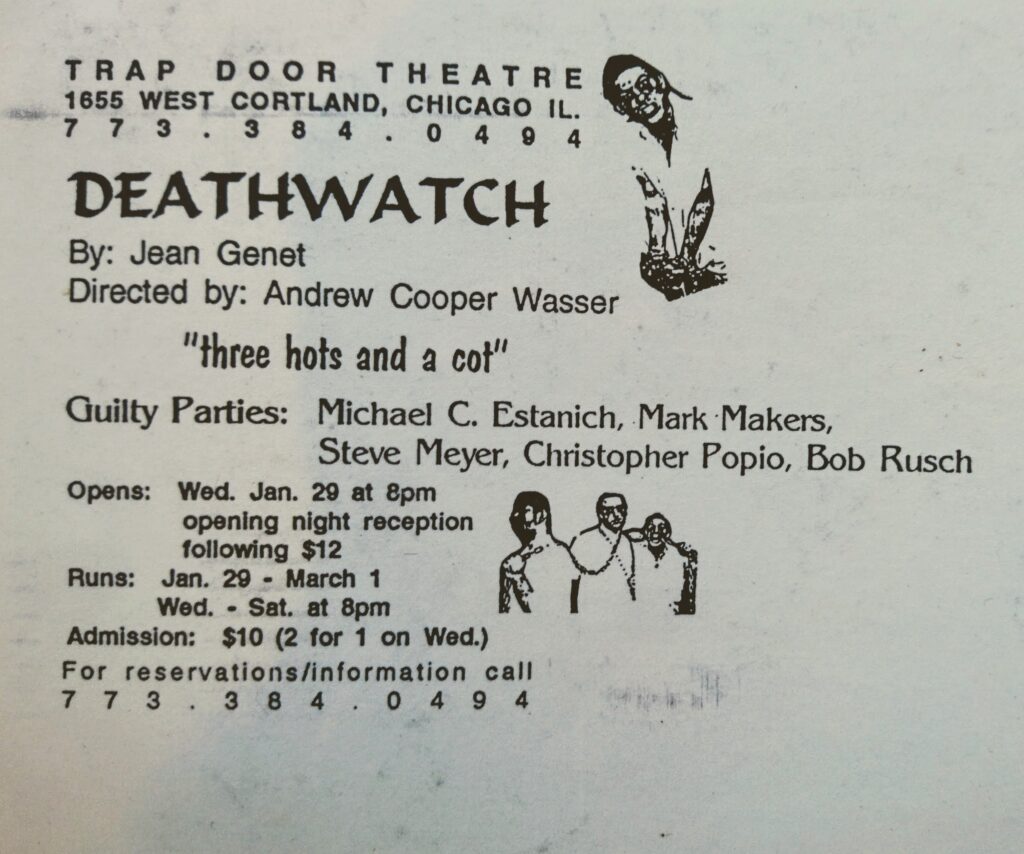 TRAP DOOR THEATRE
1655 WEST CORTLAND, CHICAGO IL.
773.384.0494
DEATHWATCH
By: Jean Genet
Directed by: Andrew Cooper Wasser
"three hots and a cot"
Guilty Parties: Michael C. Estanich, Mark Makers,
Steve Meyer, Christopher Popio, Bob Rusch
Opens: Wed. Jan. 29 at 8pm
opening night reception
following $12
Runs: Jan. 29 - March 1
Wed. - Sat. at 8pm
Admission: $10 (2 for 1 on Wed.)
For reservations/information call
773.384.0494